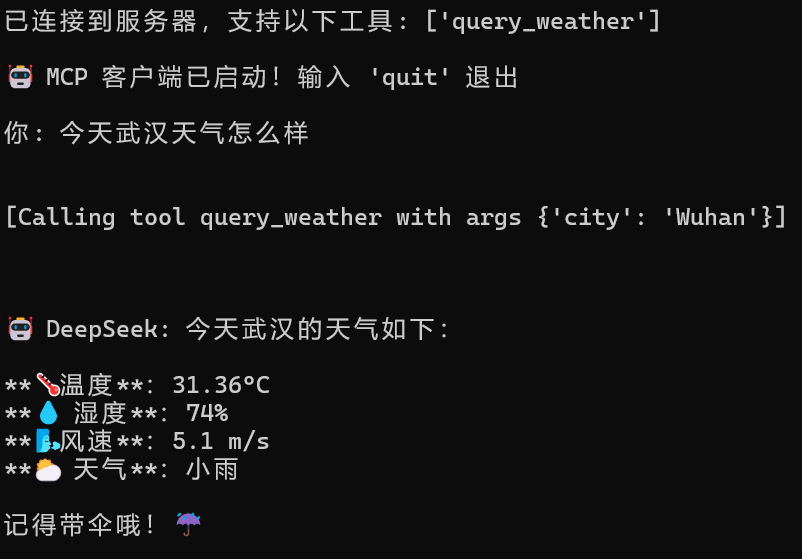 已连接到服务器，支持以下工具：['query_weather']
🤖 MCP 客户端已启动！输入 'quit' 退出
你：今天武汉天气怎么样
[Calling tool query_weather with args {'city': 'Wuhan'}]
🤖 DeepSeek: 今天武汉的天气如下：
**🌡️温度**: 31.36°C
**💧 湿度**: 74%
**🌬️风速**: 5.1 m/s
**🌥️ 天气**: 小雨
记得带伞哦！☔